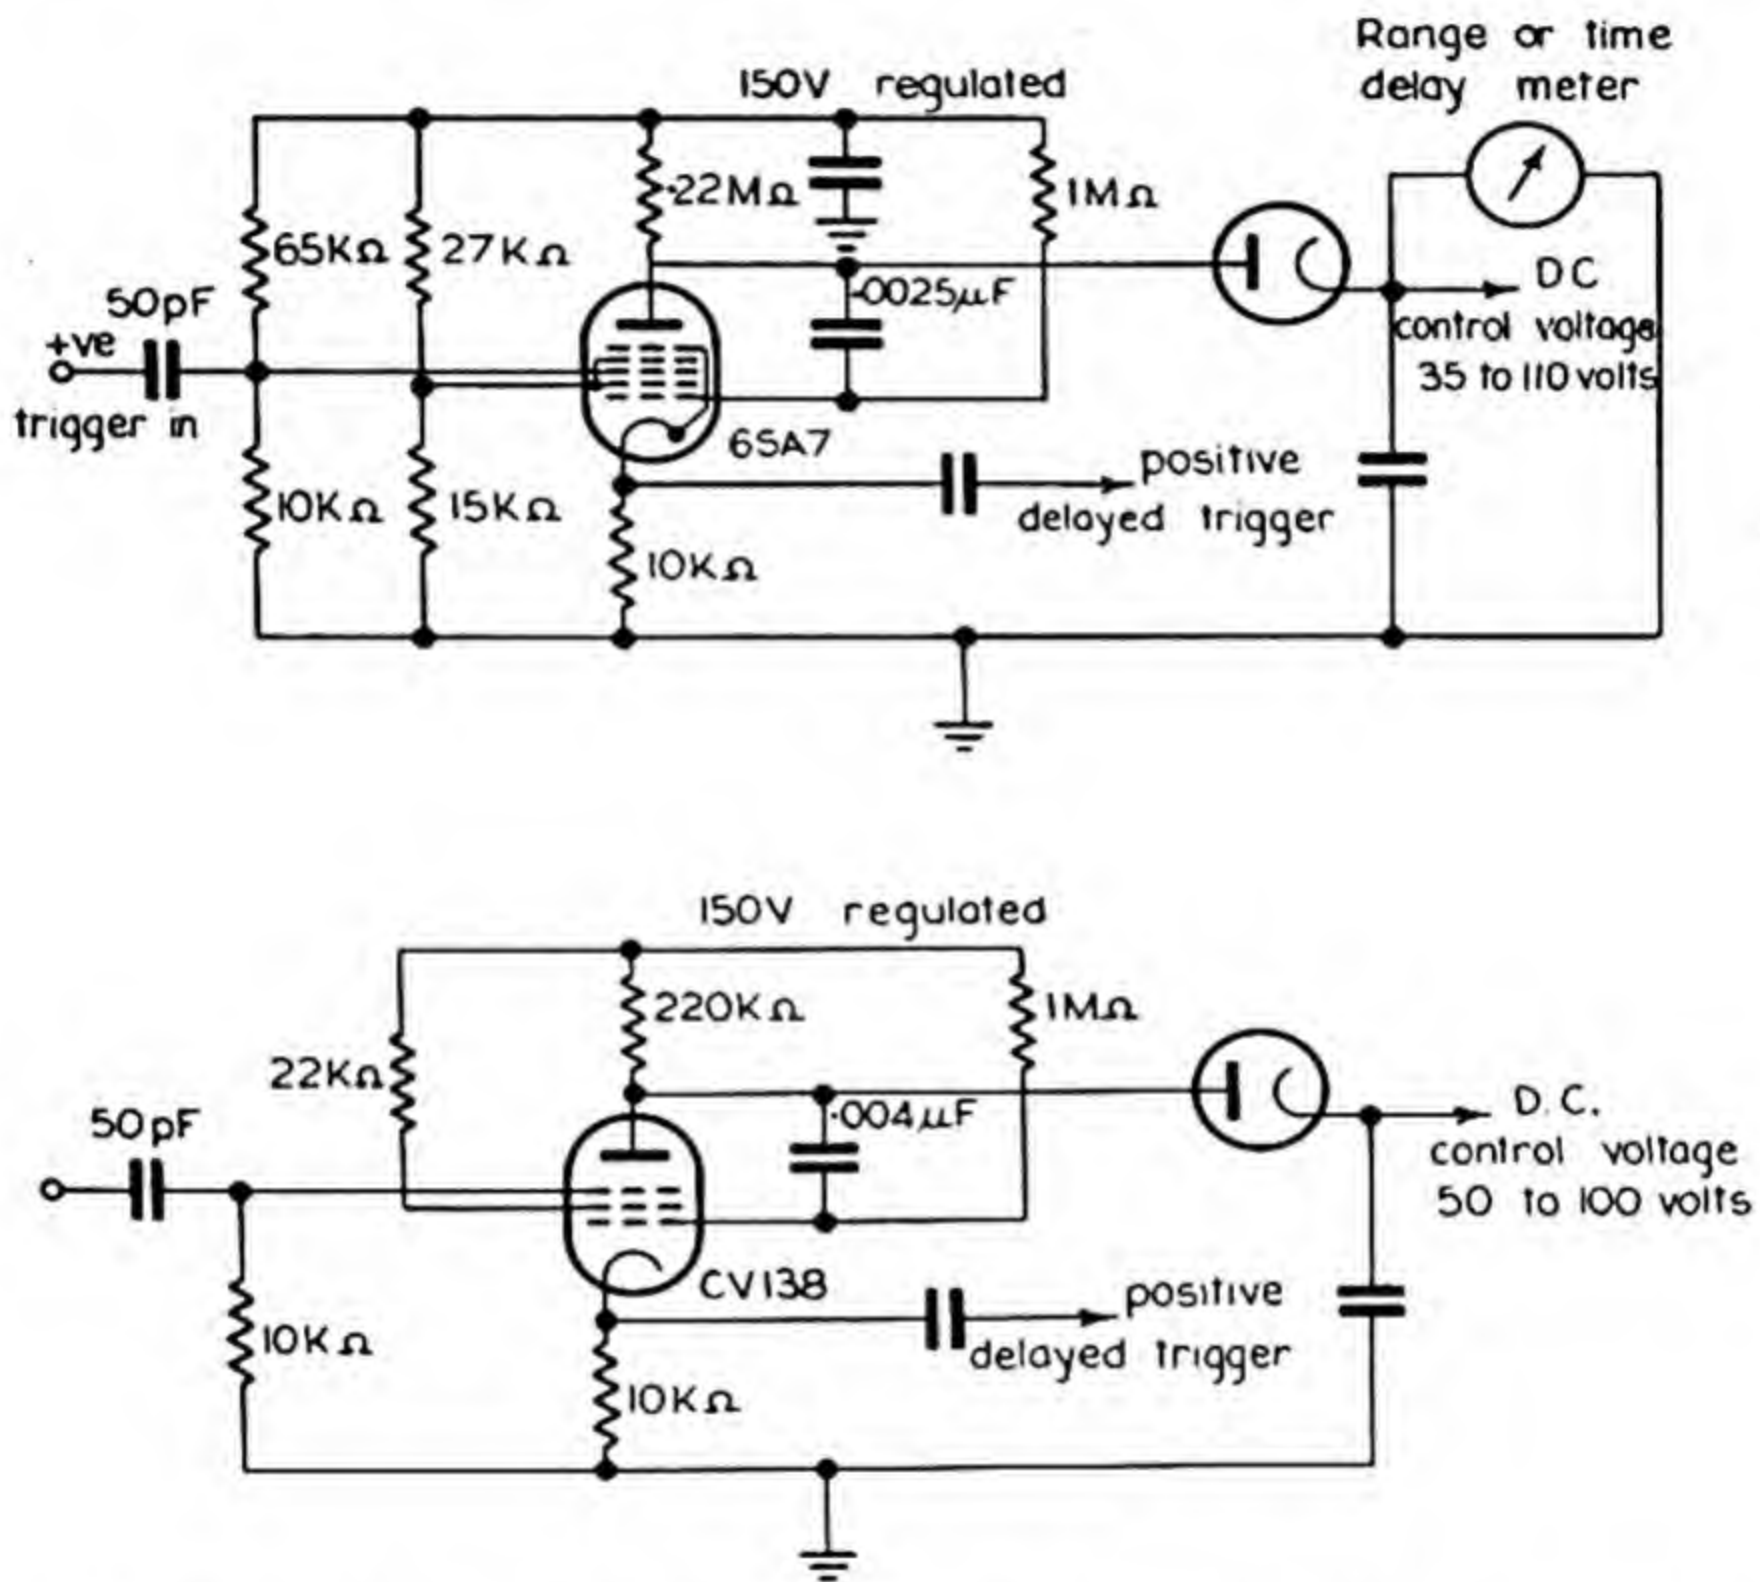 Range or time
delay meter
150V regulated
·22MΩ
1MΩ
65KΩ
27KΩ
50pF
+ve
trigger in
·0025µF
DC
control voltage
35 to 110 volts
6SA7
positive
delayed trigger
10KΩ
15KΩ
10KΩ
150V regulated
220KΩ
1MΩ
22KΩ
50pF
·004µF
D.C.
control voltage
50 to 100 volts
CV138
positive
delayed trigger
10KΩ
10KΩ